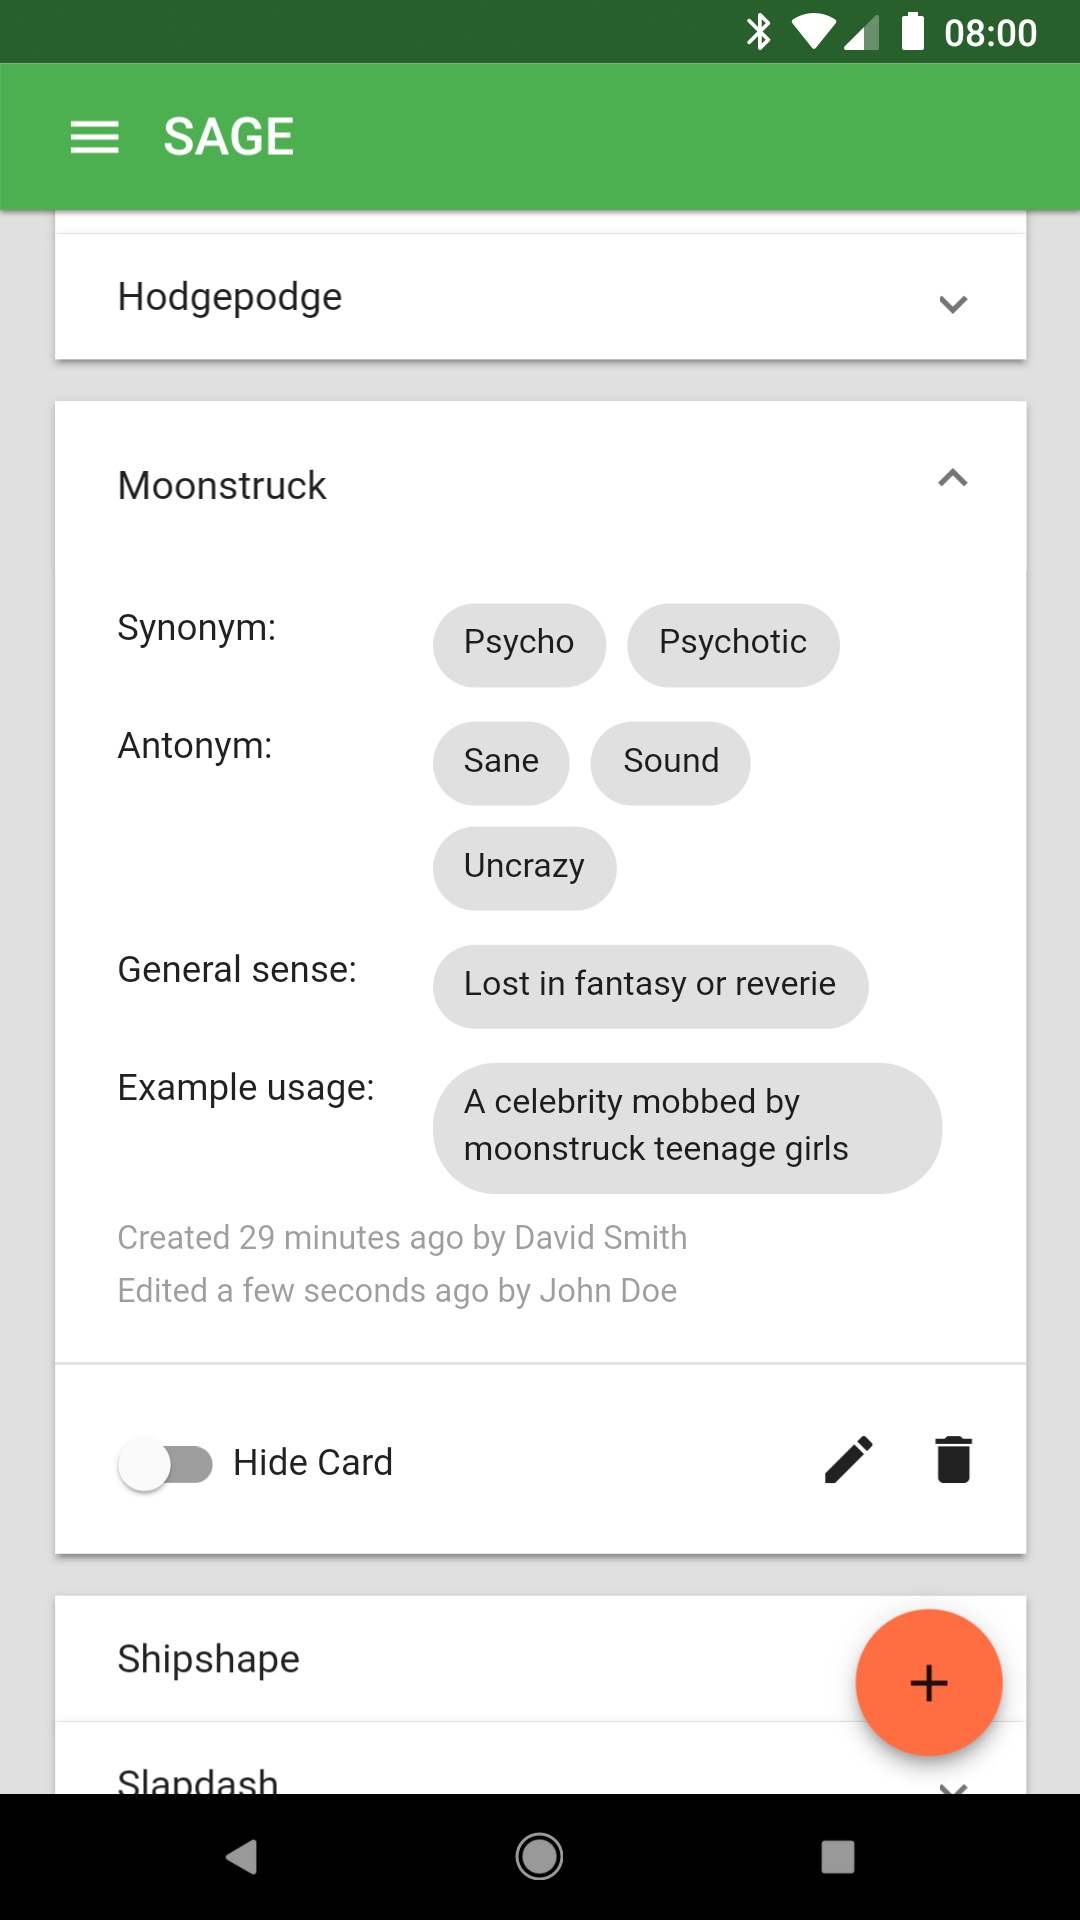 08:00
SAGE
Hodgepodge
Moonstruck
Synonym: Psycho Psychotic
Antonym: Sane Sound
Uncrazy
General sense: Lost in fantasy or reverie
Example usage: A celebrity mobbed by
moonstruck teenage girls
Created 29 minutes ago by David Smith
Edited a few seconds ago by John Doe
Hide Card
Shipshape
Slapdash